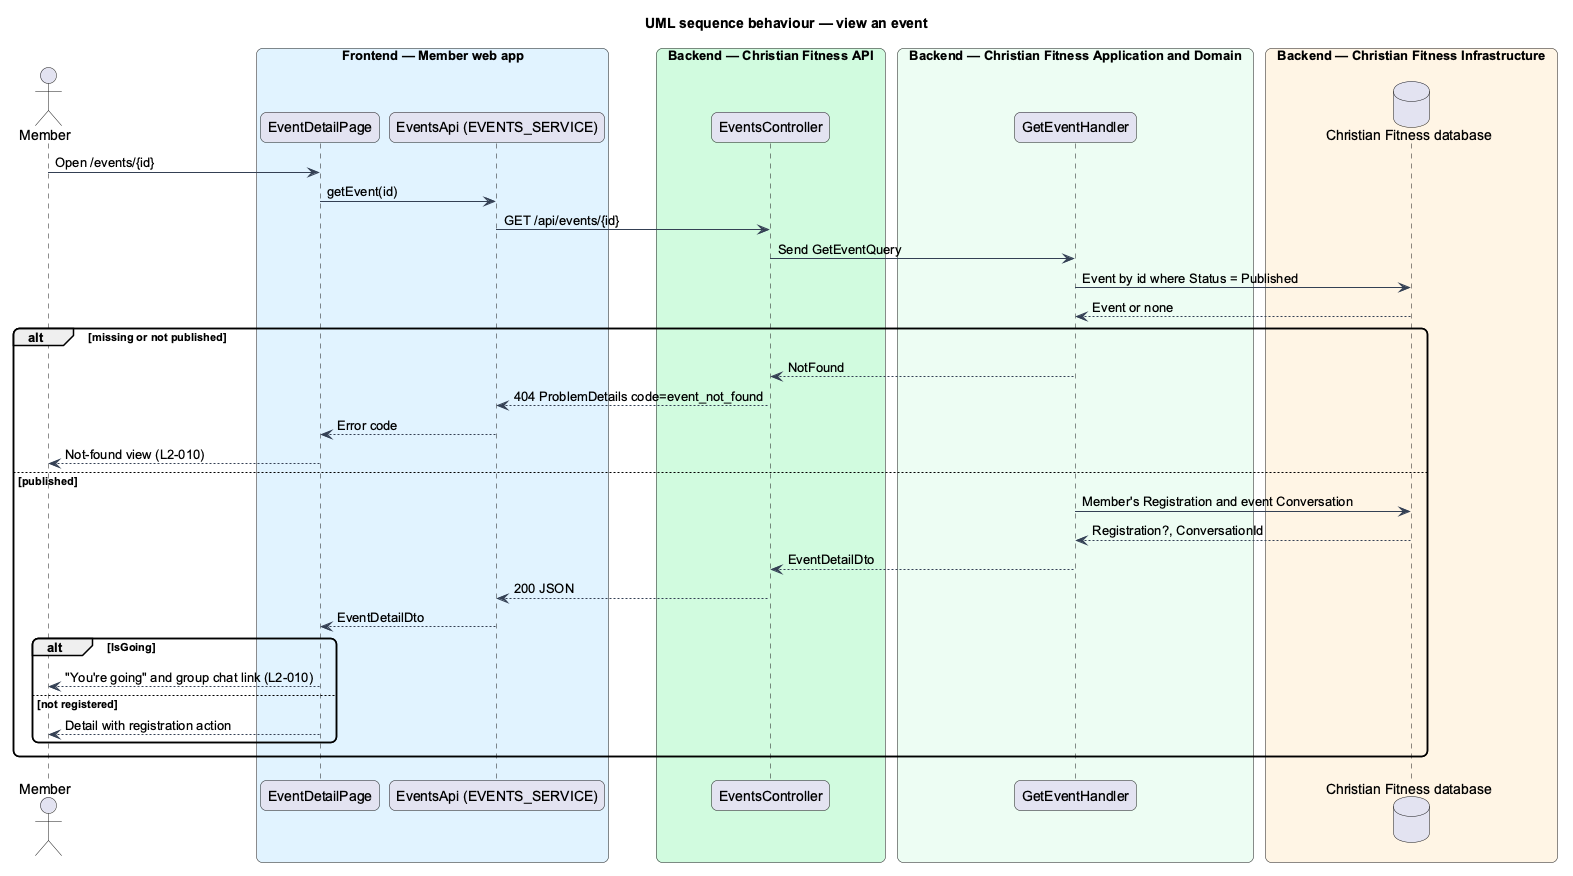 UML sequence behaviour — view an event
Frontend — Member web app
Backend — Christian Fitness API
Backend — Christian Fitness Application and Domain
Backend — Christian Fitness Infrastructure
Member
EventDetailPage
EventsApi (EVENTS_SERVICE)
EventsController
GetEventHandler
Christian Fitness database
Open /events/{id}
getEvent(id)
GET /api/events/{id}
Send GetEventQuery
Event by id where Status = Published
Event or none
alt [missing or not published]
NotFound
404 ProblemDetails code=event_not_found
Error code
Not-found view (L2-010)
[published]
Member's Registration and event Conversation
Registration?, ConversationId
EventDetailDto
200 JSON
EventDetailDto
alt [IsGoing]
"You're going" and group chat link (L2-010)
[not registered]
Detail with registration action
Member
EventDetailPage
EventsApi (EVENTS_SERVICE)
EventsController
GetEventHandler
Christian Fitness database